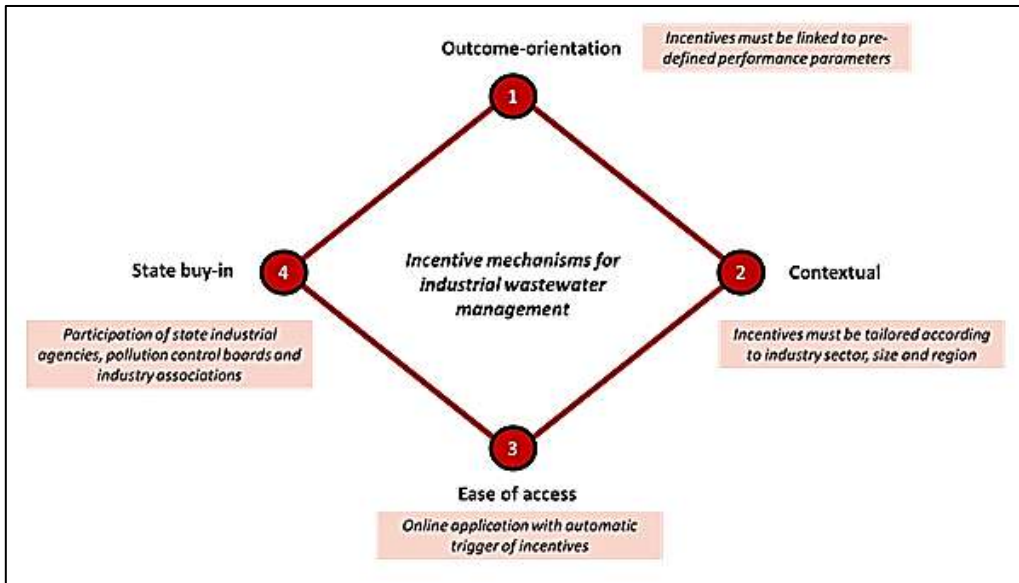 Outcome-orientation
Incentives must be linked to pre-
defined performance parameters
1
State buy-in
4
Incentive mechanisms for
industrial wastewater
management
2
Contextual
Participation of state industrial
agencies, pollution control boards and
industry associations
Incentives must be tailored according
to industry sector, size and region
3
Ease of access
Online application with automatic
trigger of incentives